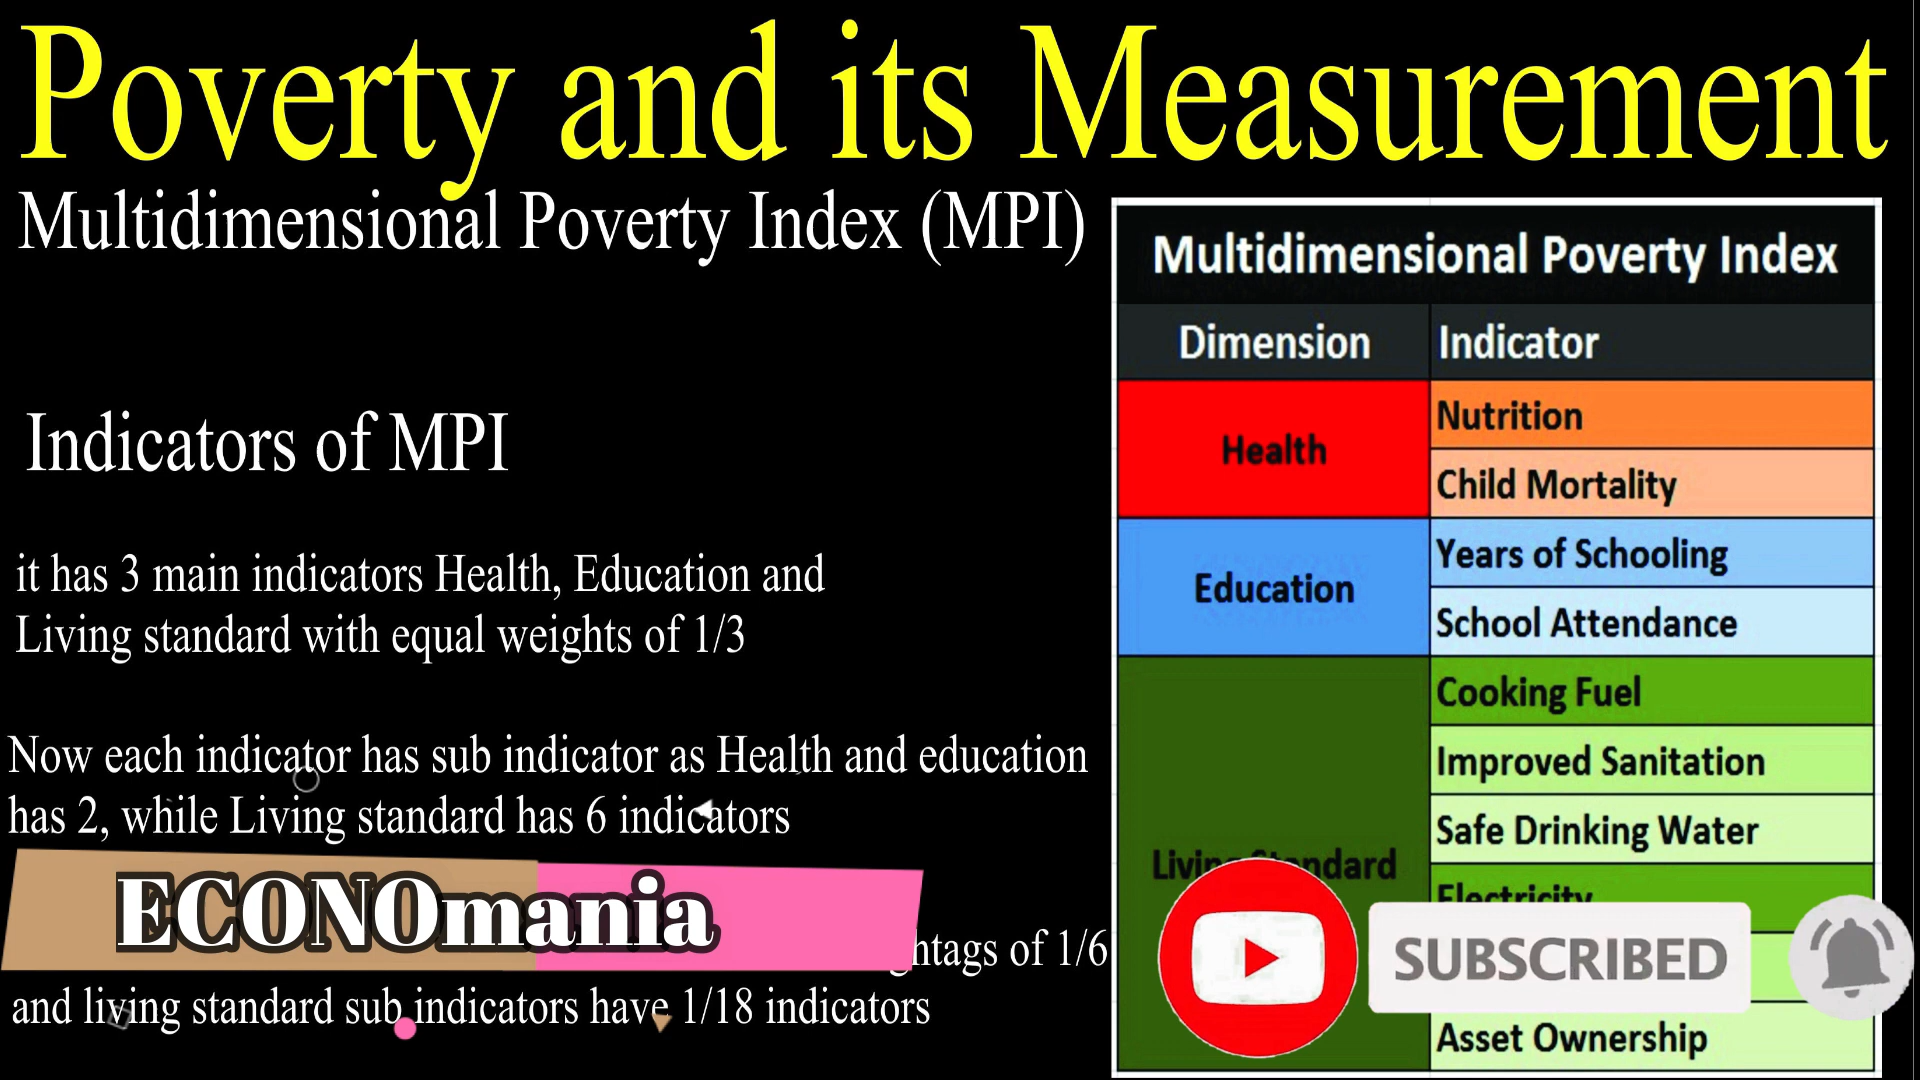 Poverty and its Measurement
Multidimensional Poverty Index (MPI)
Indicators of MPI
it has 3 main indicators Health, Education and
Living standard with equal weights of 1/3
Now each indicator has sub indicator as Health and education
has 2, while Living standard has 6 indicators
ECONOmania
of 1/6
and living standard sub indicators have 1/18 indicators
Multidimensional Poverty Index
Dimension Indicator
Health
Nutrition
Child Mortality
Education
Years of Schooling
School Attendance
Living Standard
Cooking Fuel
Improved Sanitation
Safe Drinking Water
Electricity
Asset Ownership
SUBSCRIBED